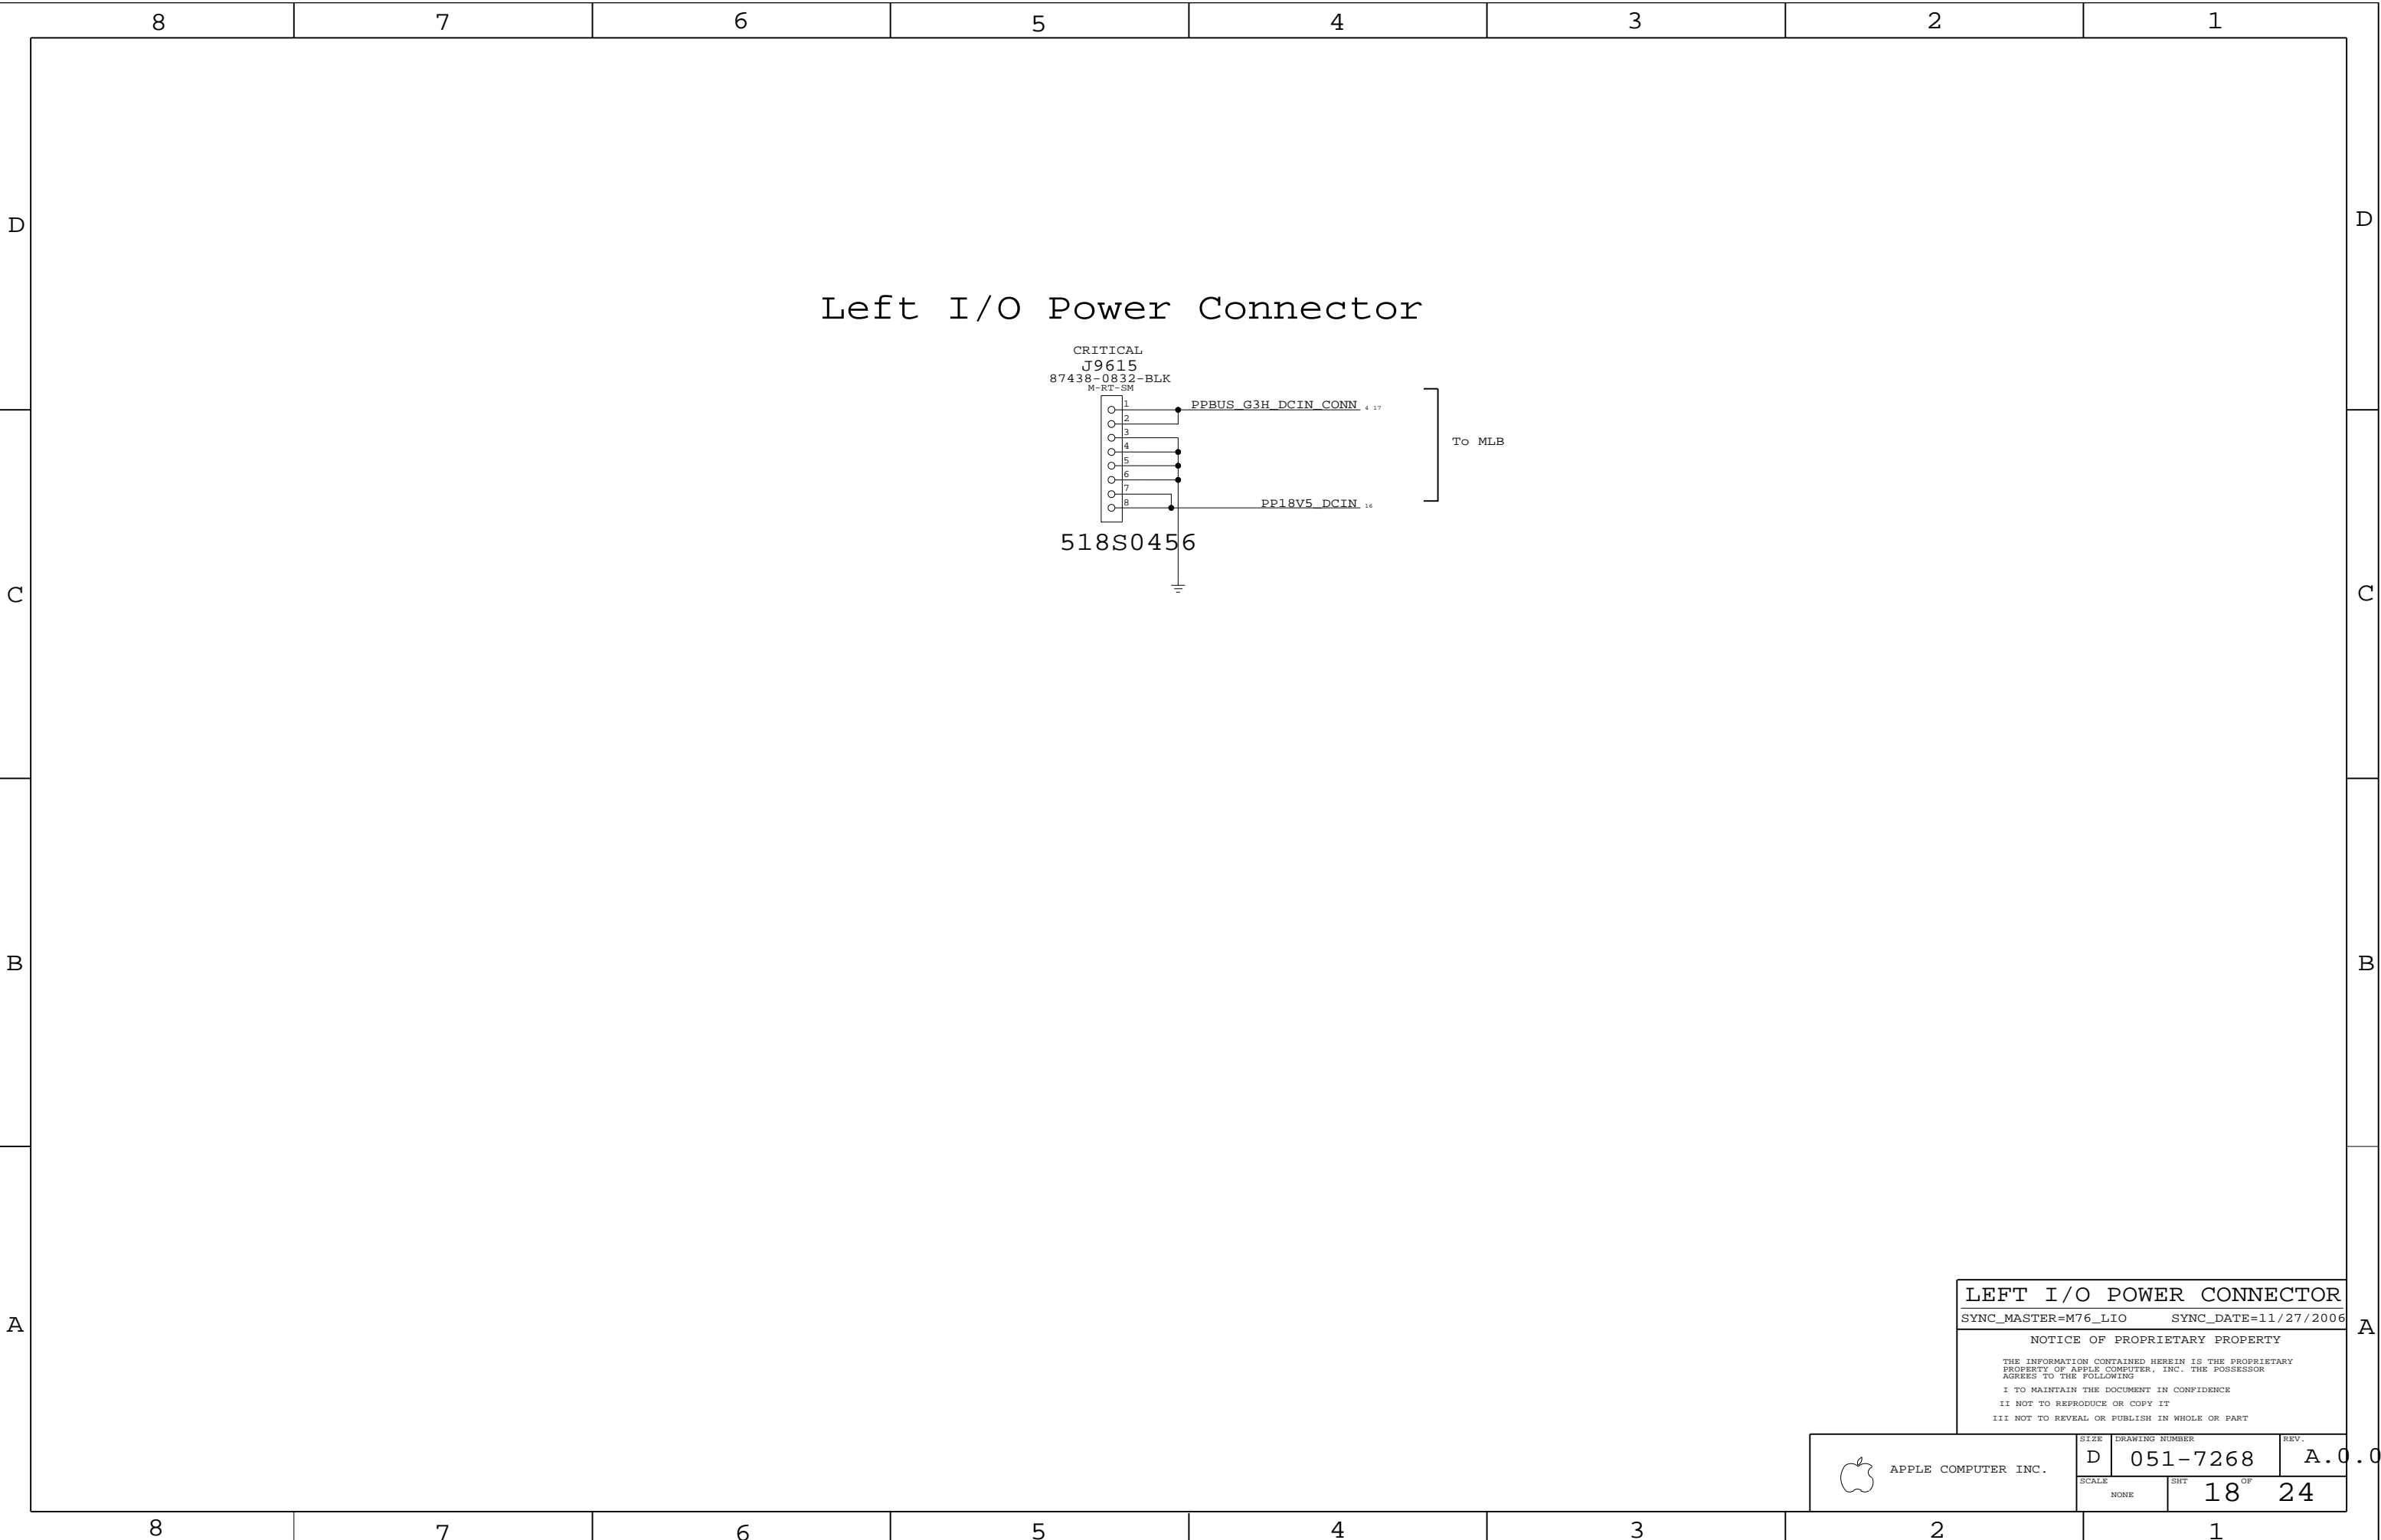 8 7 6 5 4 3 2 1
D D
Left I/O Power Connector
CRITICAL
J9615
87438-0832-BLK
M-RT-SM
1 PPBUS_G3H_DCIN_CONN 4 17
2
3
4 To MLB
5
6
7
8 PP18V5_DCIN 16
518S0456
C C
B B
A A
LEFT I/O POWER CONNECTOR
SYNC_MASTER=M76_LIO SYNC_DATE=11/27/2006
NOTICE OF PROPRIETARY PROPERTY
THE INFORMATION CONTAINED HEREIN IS THE PROPRIETARY
PROPERTY OF APPLE COMPUTER, INC. THE POSSESSOR
AGREES TO THE FOLLOWING
I TO MAINTAIN THE DOCUMENT IN CONFIDENCE
II NOT TO REPRODUCE OR COPY IT
III NOT TO REVEAL OR PUBLISH IN WHOLE OR PART
APPLE COMPUTER INC.
SIZE DRAWING NUMBER REV.
D 051-7268 A.0.0
SCALE SHT OF
NONE 18 24
8 7 6 5 4 3 2 1